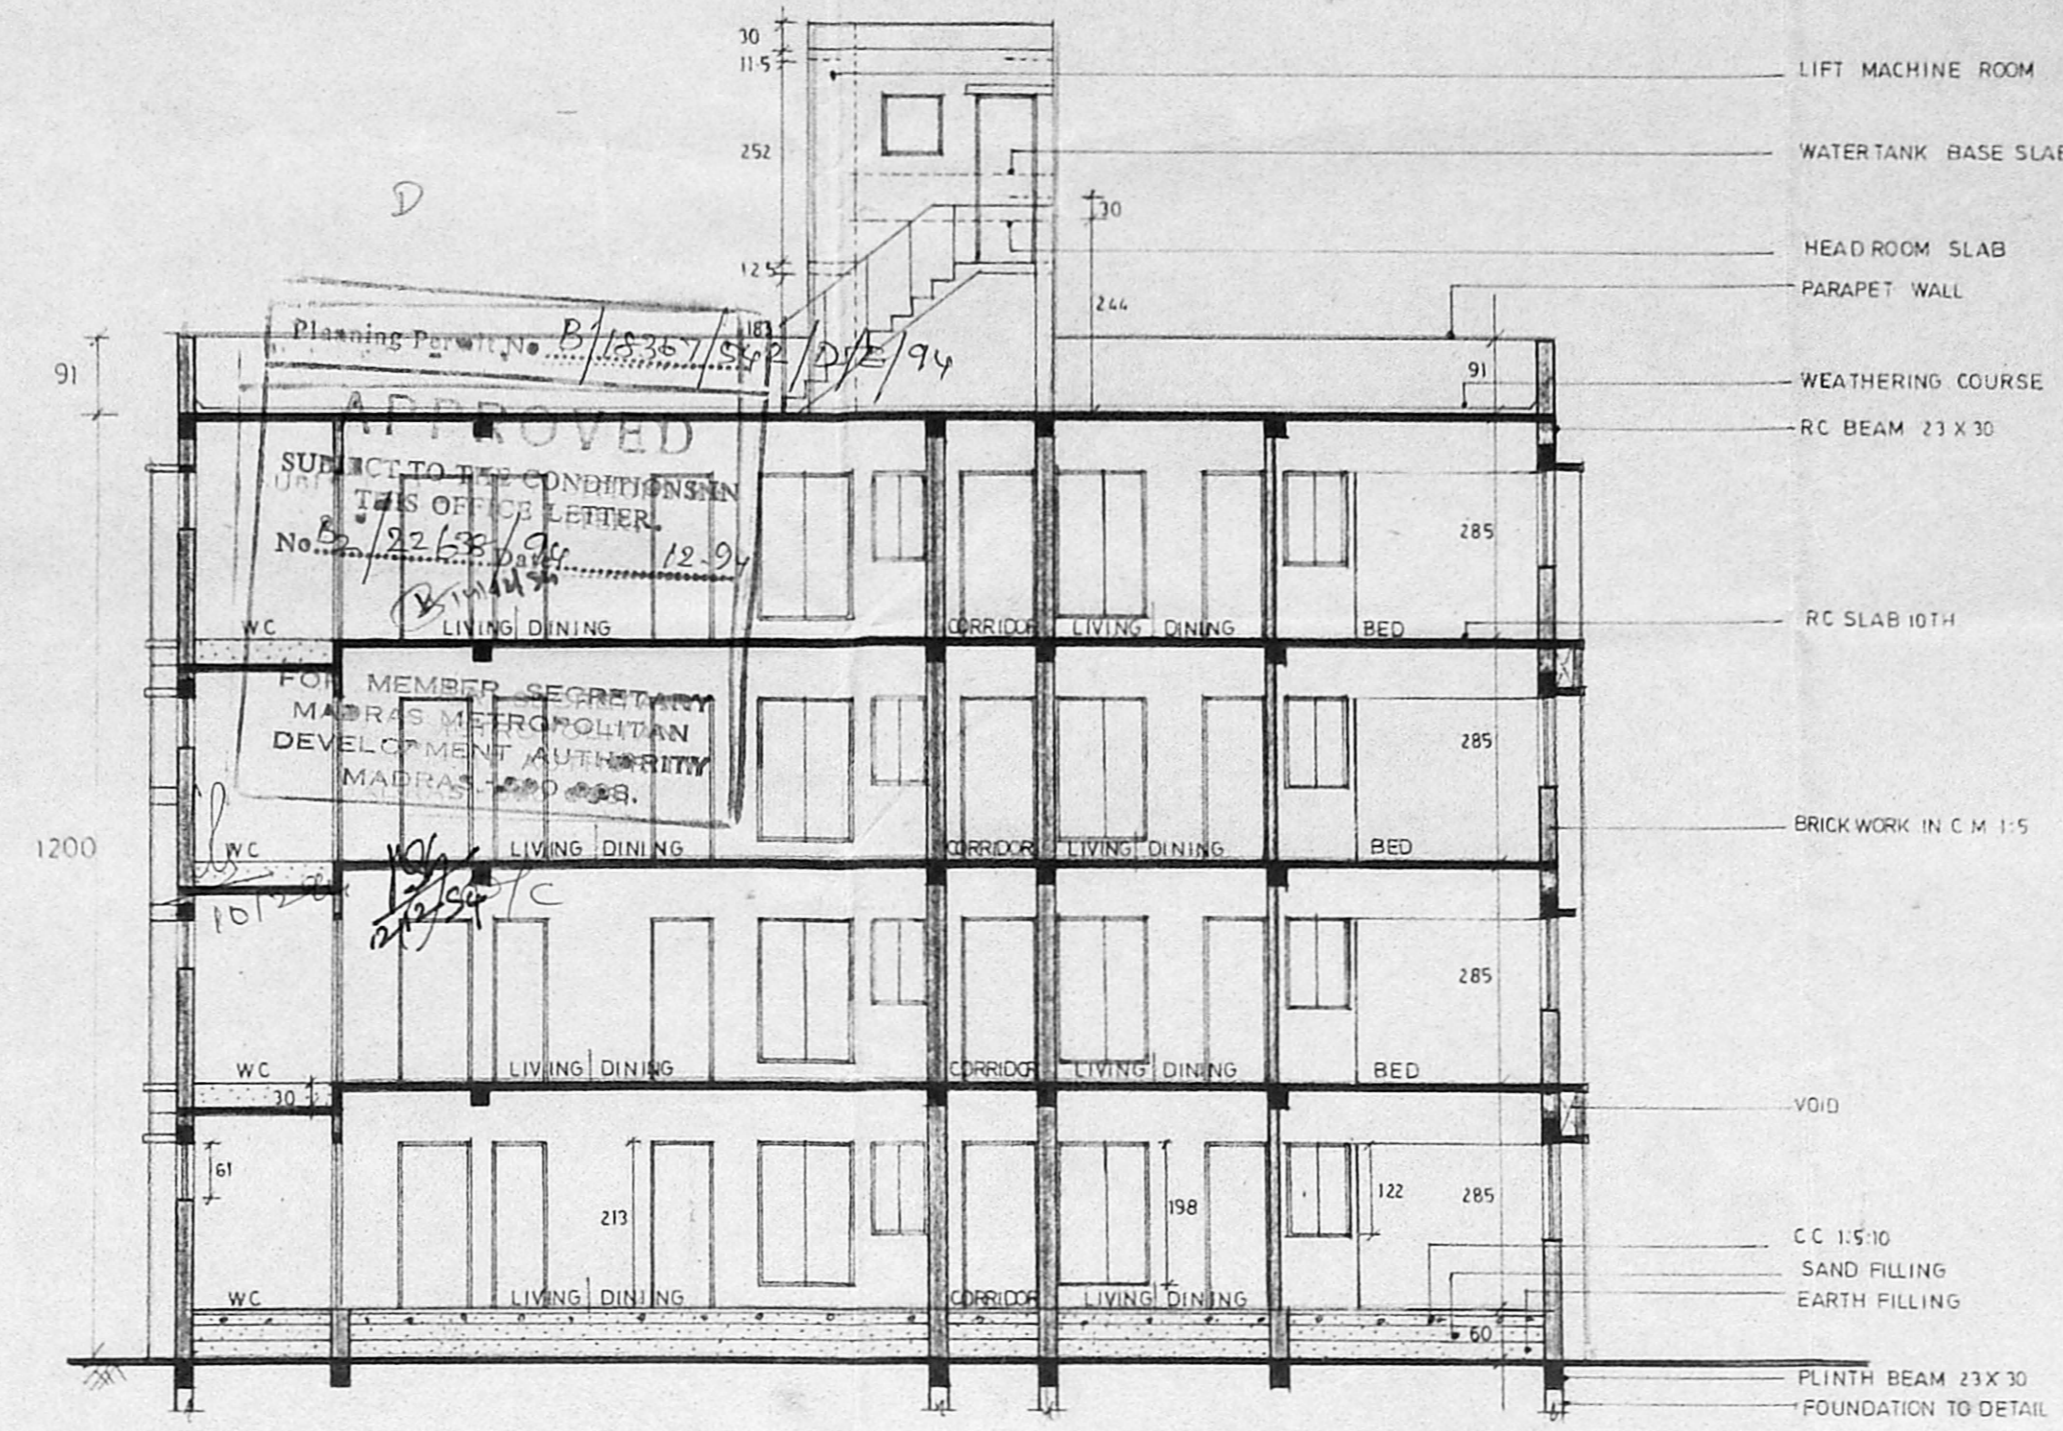 30
11.5
LIFT MACHINE ROOM
252
WATERTANK BASE SLAB
D
30
HEAD ROOM SLAB
12.5
PARAPET WALL
244
Planning Permit No B/18367/542/D/E/94
183
91
91
WEATHERING COURSE
APPROVED
RC BEAM 23 X 30
SUBJECT TO THE CONDITIONS IN
THIS OFFICE LETTER.
285
No B2/22638/94 Date 12-94
WC LIVING DINING CORRIDOR LIVING DINING BED
RC SLAB 10TH
FOR MEMBER SECRETARY
MADRAS METROPOLITAN
DEVELOPMENT AUTHORITY
MADRAS
285
BRICK WORK IN C M 1:5
1200
WC LIVING DINING CORRIDOR LIVING DINING BED
285
WC LIVING DINING CORRIDOR LIVING DINING BED
30
VOID
61
213
198
122
285
C C 1:5:10
SAND FILLING
WC LIVING DINING CORRIDOR LIVING DINING
EARTH FILLING
60
PLINTH BEAM 23 X 30
FOUNDATION TO DETAIL